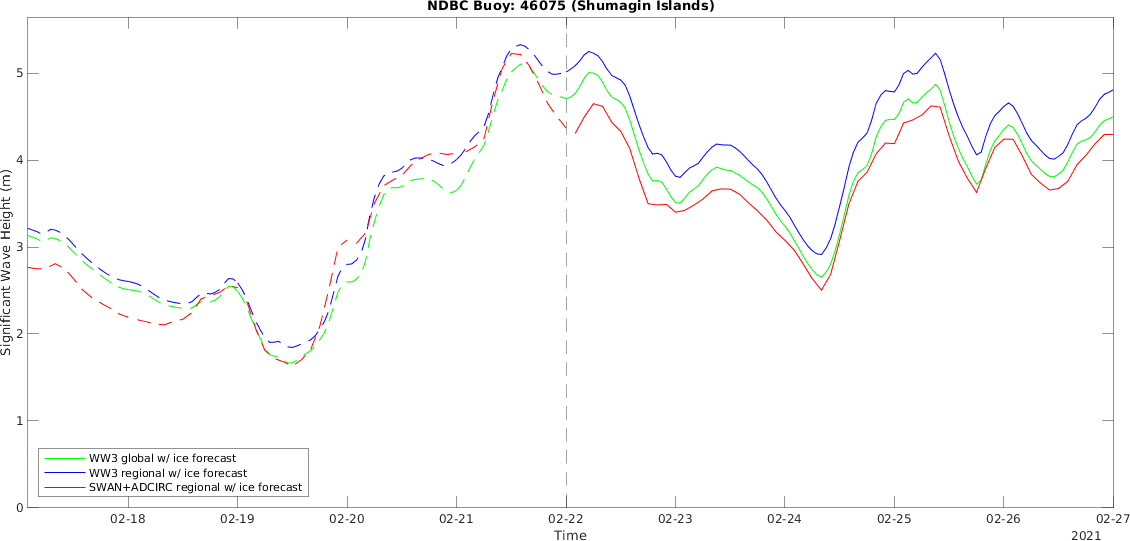 NDBC Buoy: 46075 (Shumagin Islands)
Significant Wave Height (m)
5
4
3
2
1
0
WW3 global w/ ice forecast
WW3 regional w/ ice forecast
SWAN+ADCIRC regional w/ ice forecast
02-18 02-19 02-20 02-21 02-22 02-23 02-24 02-25 02-26 02-27
Time
2021